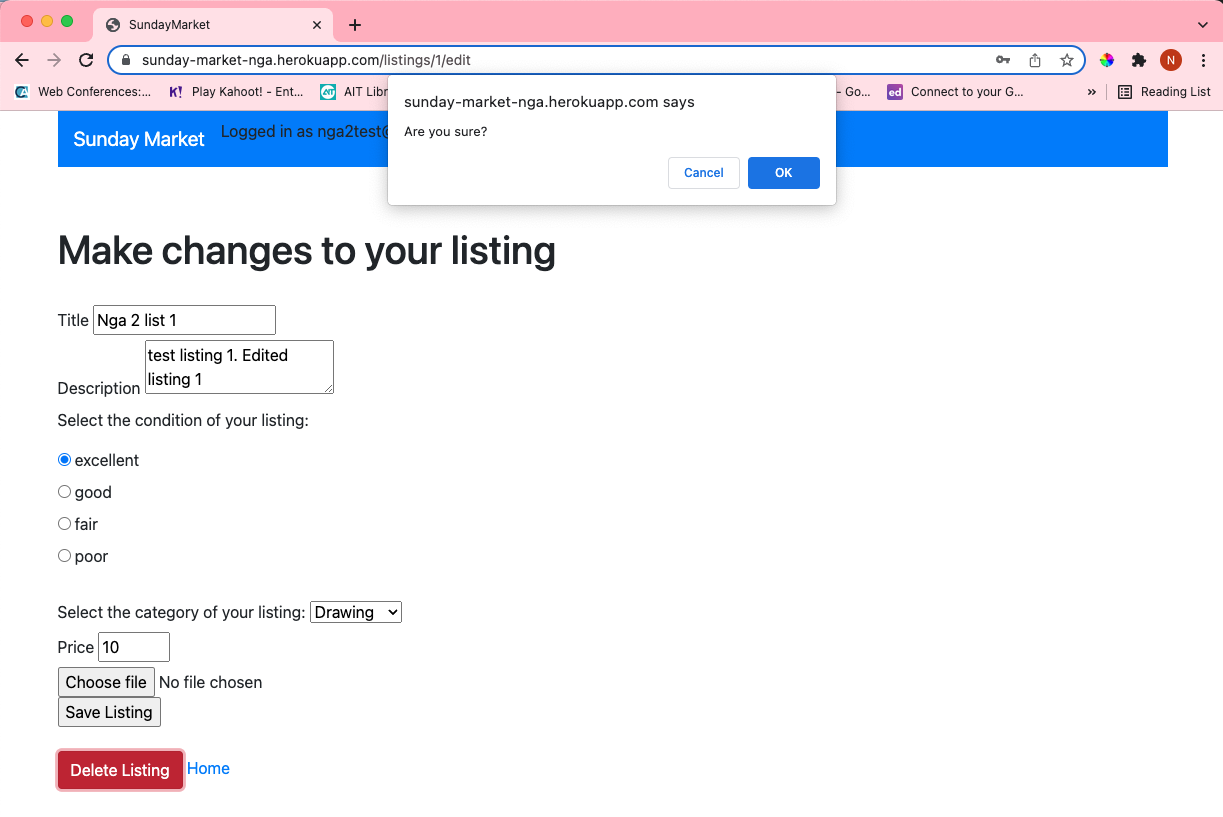 SundayMarket
sunday-market-nga.herokuapp.com/listings/1/edit
N
Web Conferences:... K! Play Kahoot! - Ent... AIT AIT Libr - Go... ed Connect to your G... » Reading List
sunday-market-nga.herokuapp.com says
Are you sure?
Cancel OK
Sunday Market Logged in as nga2test@
Make changes to your listing
Title Nga 2 list 1
test listing 1. Edited
Description listing 1
Select the condition of your listing:
excellent
good
fair
poor
Select the category of your listing: Drawing
Price 10
Choose file No file chosen
Save Listing
Delete Listing Home